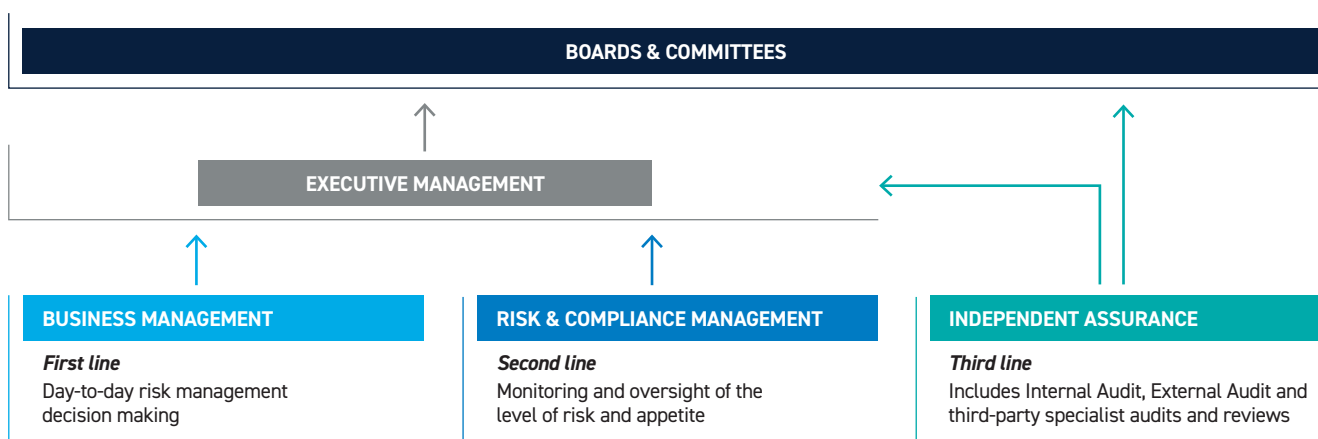 BOARDS & COMMITTEES
EXECUTIVE MANAGEMENT
BUSINESS MANAGEMENT
First line
Day-to-day risk management
decision making
RISK & COMPLIANCE MANAGEMENT
Second line
Monitoring and oversight of the
level of risk and appetite
INDEPENDENT ASSURANCE
Third line
Includes Internal Audit, External Audit and
third-party specialist audits and reviews